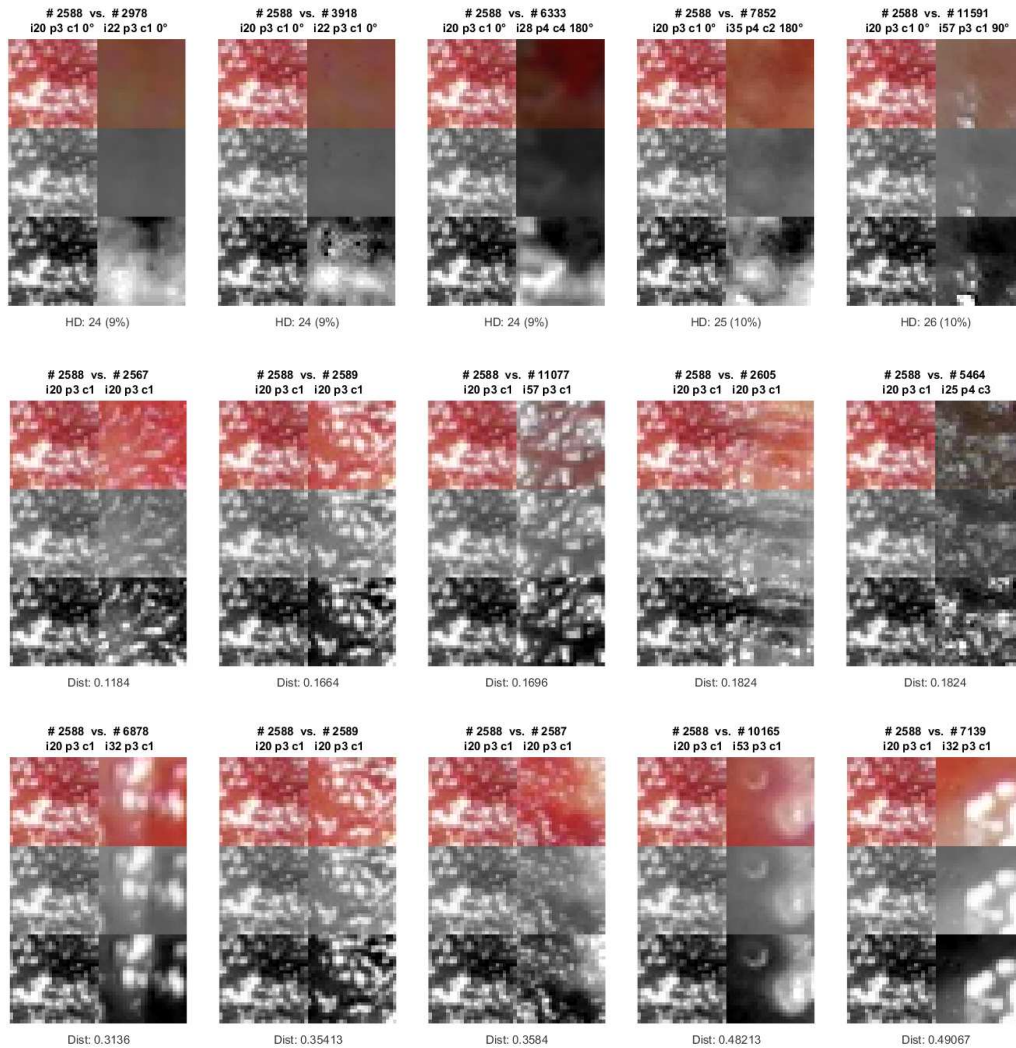 # 2588 vs. # 2978
i20 p3 c1 0° i22 p3 c1 0°
HD: 24 (9%)
# 2588 vs. # 3918
i20 p3 c1 0° i22 p3 c1 0°
HD: 24 (9%)
# 2588 vs. # 6333
i20 p3 c1 0° i28 p4 c4 180°
HD: 24 (9%)
# 2588 vs. # 7852
i20 p3 c1 0° i35 p4 c2 180°
HD: 25 (10%)
# 2588 vs. # 11591
i20 p3 c1 0° i57 p3 c1 90°
HD: 26 (10%)
# 2588 vs. # 2567
i20 p3 c1 i20 p3 c1
Dist: 0.1184
# 2588 vs. # 2589
i20 p3 c1 i20 p3 c1
Dist: 0.1664
# 2588 vs. # 11077
i20 p3 c1 i57 p3 c1
Dist: 0.1696
# 2588 vs. # 2605
i20 p3 c1 i20 p3 c1
Dist: 0.1824
# 2588 vs. # 5464
i20 p3 c1 i25 p4 c3
Dist: 0.1824
# 2588 vs. # 6878
i20 p3 c1 i32 p3 c1
Dist: 0.3136
# 2588 vs. # 2589
i20 p3 c1 i20 p3 c1
Dist: 0.35413
# 2588 vs. # 2587
i20 p3 c1 i20 p3 c1
Dist: 0.3584
# 2588 vs. # 10165
i20 p3 c1 i53 p3 c1
Dist: 0.48213
# 2588 vs. # 7139
i20 p3 c1 i32 p3 c1
Dist: 0.49067